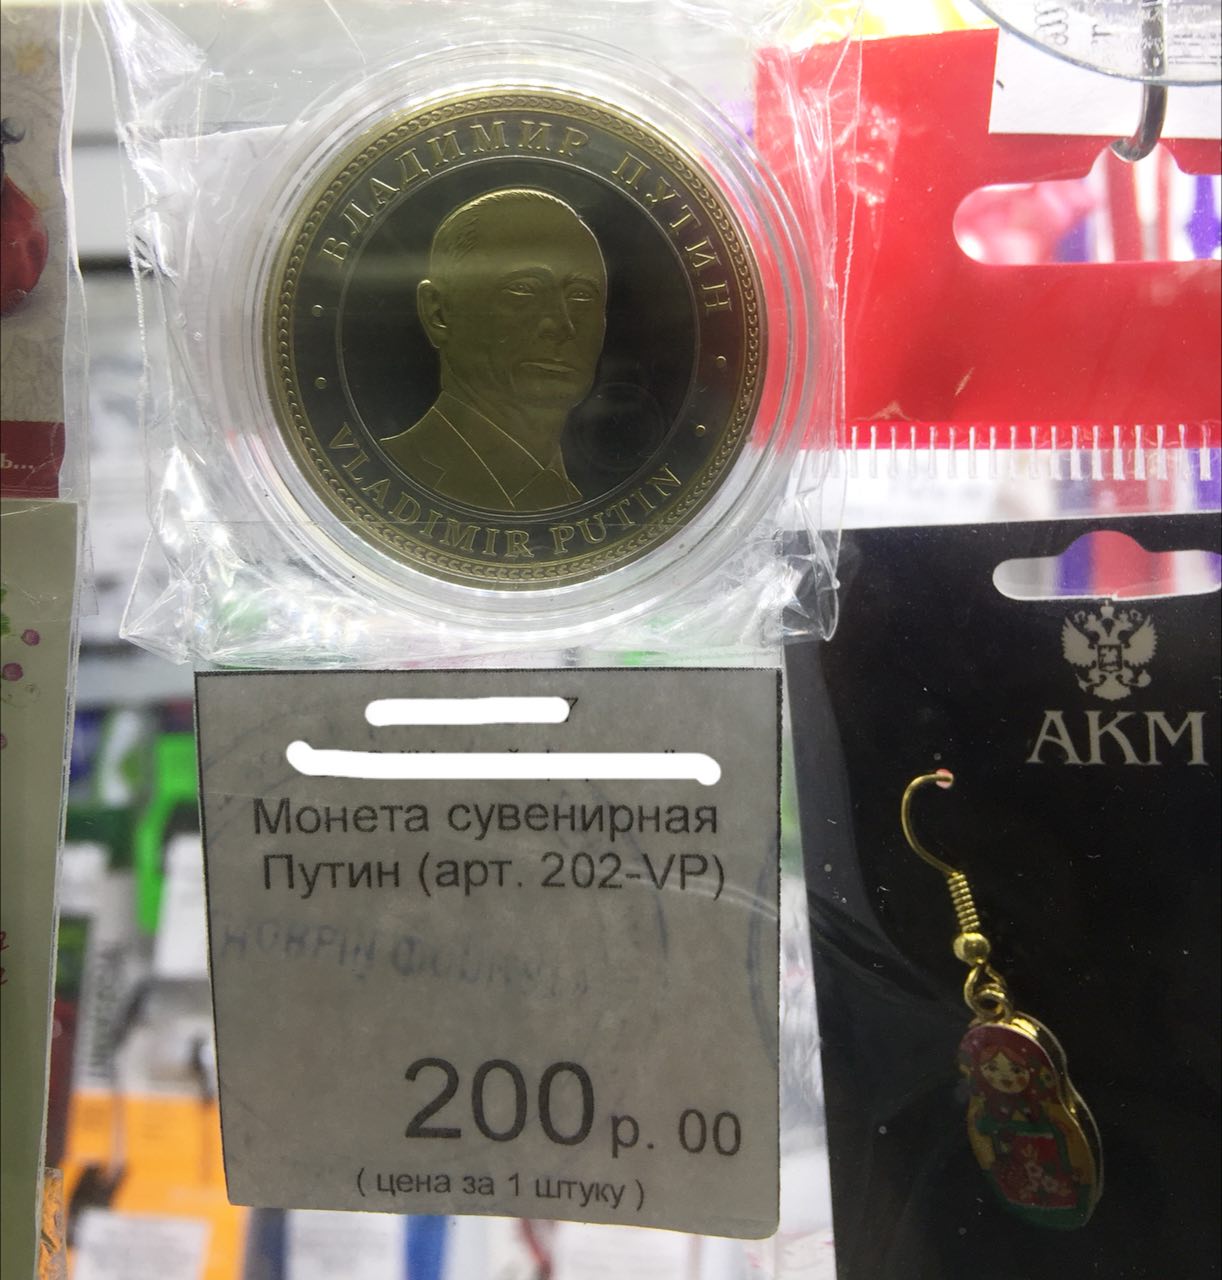 ВЛАДИМИР ПУТИН
VLADIMIR PUTIN
АКМ
Монета сувенирная
Путин (арт. 202-VP)
200 р. 00
( цена за 1 штуку )